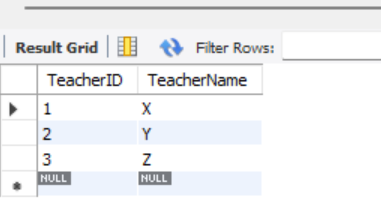 Result Grid Filter Rows:
TeacherID TeacherName
1 X
2 Y
3 Z
NULL NULL